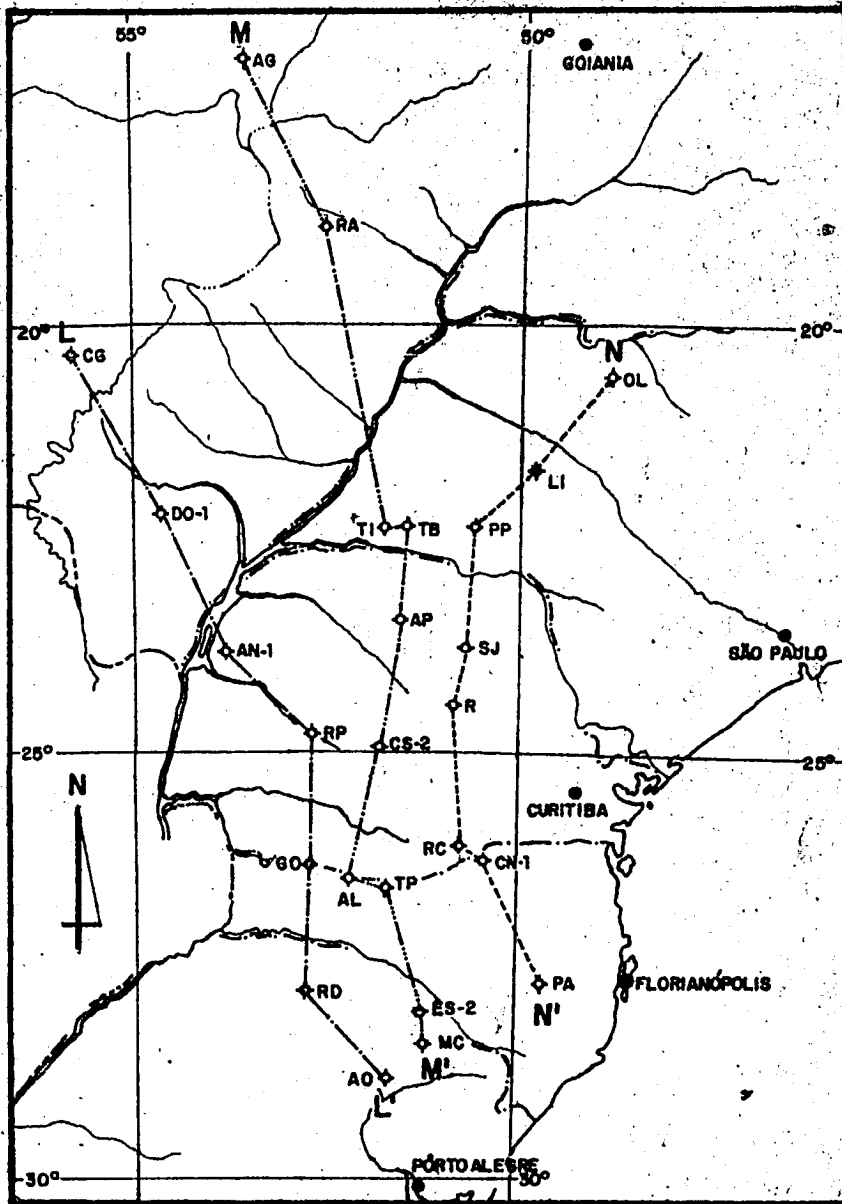 55° M 50°
AG GOIANIA
RA
20° 20°
L N
CG OL
LI
DO-1 TI TB PP
AP
SÃO PAULO
AN-1 SJ
R
RP CS-2
25° 25°
N
CURITIBA
RC
GO CN-1
AL TP
RD PA FLORIANÓPOLIS
ES-2 N'
MC
M'
AO
L'
PÔRTO ALEGRE
30° 30°